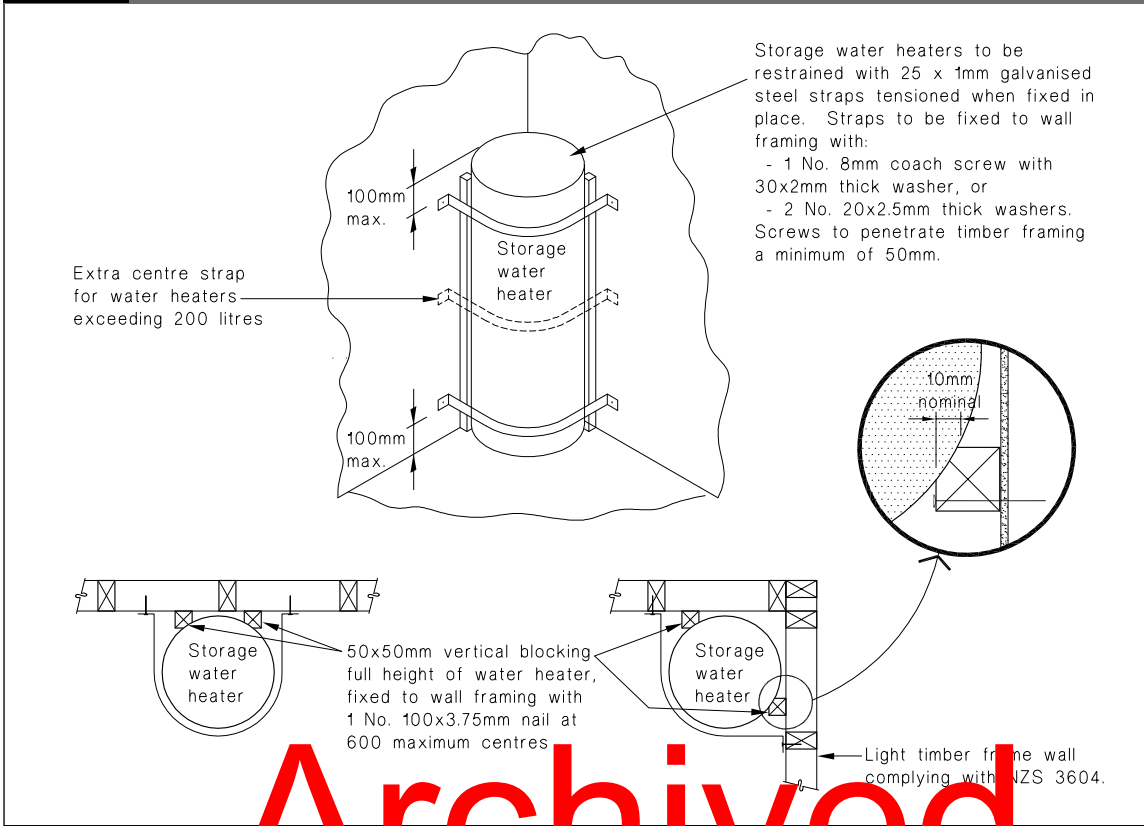 Storage water heaters to be
restrained with 25 x 1mm galvanised
steel straps tensioned when fixed in
place. Straps to be fixed to wall
framing with:
- 1 No. 8mm coach screw with
30x2mm thick washer, or
- 2 No. 20x2.5mm thick washers.
Screws to penetrate timber framing
a minimum of 50mm.
100mm
max.
Storage
water
heater
Extra centre strap
for water heaters
exceeding 200 litres
100mm
max.
10mm
nominal
Storage
water
heater
50x50mm vertical blocking
full height of water heater,
fixed to wall framing with
1 No. 100x3.75mm nail at
600 maximum centres
Storage
water
heater
Light timber frame wall
complying with NZS 3604.
Archived